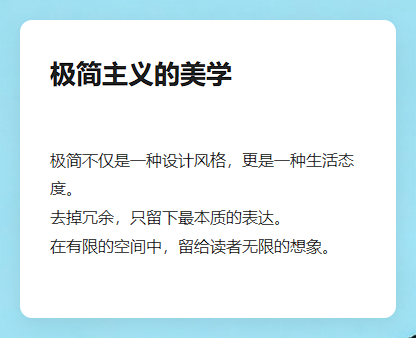 极简主义的美学
极简不仅是一种设计风格，更是一种生活态
度。
去掉冗余，只留下最本质的表达。
在有限的空间中，留给读者无限的想象。